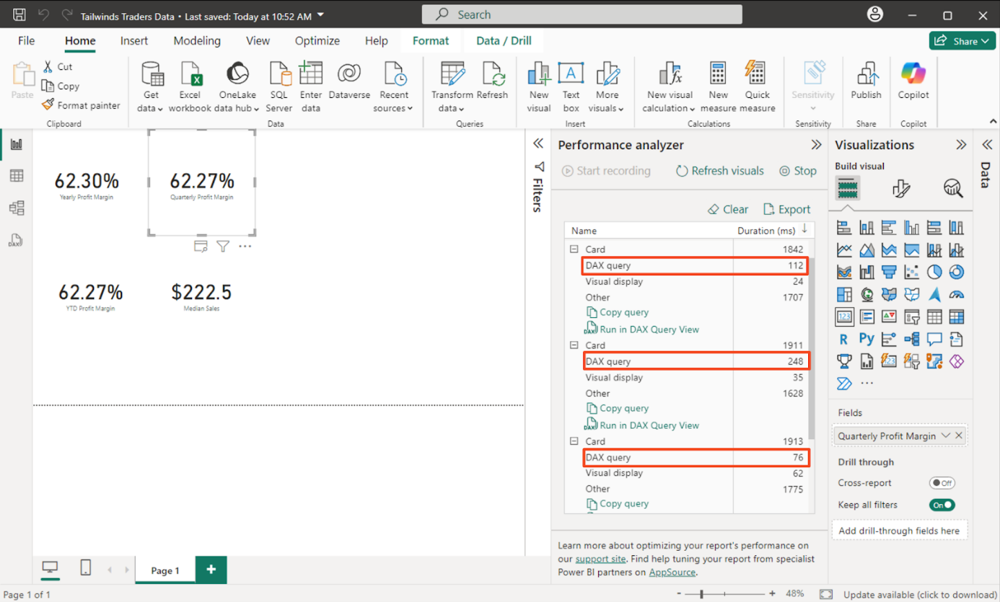 Tailwinds Traders Data • Last saved: Today at 10:52 AM
Search
File
Home
Insert
Modeling
View
Optimize
Help
Format
Data / Drill
Share
Paste
Cut
Copy
Format painter
Clipboard
Get data
Excel workbook
OneLake data hub
SQL Server
Enter data
Dataverse
Recent sources
Data
Transform data
Refresh
Queries
New visual
Text box
More visuals
Insert
New visual calculation
New measure
Quick measure
Calculations
Sensitivity
Sensitivity
Publish
Share
Copilot
Copilot
62.30%
Yearly Profit Margin
62.27%
Quarterly Profit Margin
62.27%
YTD Profit Margin
$222.5
Median Sales
Filters
Performance analyzer
Start recording
Refresh visuals
Stop
Clear
Export
Name Duration (ms)
Card 1842
DAX query 112
Visual display 24
Other 1707
Copy query
DAX Run in DAX Query View
Card 1911
DAX query 248
Visual display 35
Other 1628
Copy query
DAX Run in DAX Query View
Card 1913
DAX query 76
Visual display 62
Other 1775
Copy query
Learn more about optimizing your report's performance on
our support site. Find help tuning your report from specialist
Power BI partners on AppSource.
Visualizations
Build visual
123
R
Py
123
Fields
Quarterly Profit Margin
Drill through
Cross-report Off
Keep all filters On
Add drill-through fields here
Data
DAX
Page 1
+
Page 1 of 1
- + 48%
Update available (click to download)